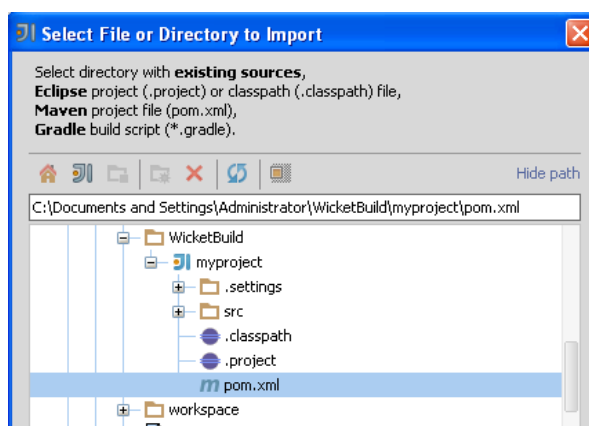 Select File or Directory to Import
Select directory with existing sources,
Eclipse project (.project) or classpath (.classpath) file,
Maven project file (pom.xml),
Gradle build script (*.gradle).
Hide path
C:\Documents and Settings\Administrator\WicketBuild\myproject\pom.xml
WicketBuild
myproject
.settings
src
.classpath
.project
pom.xml
workspace